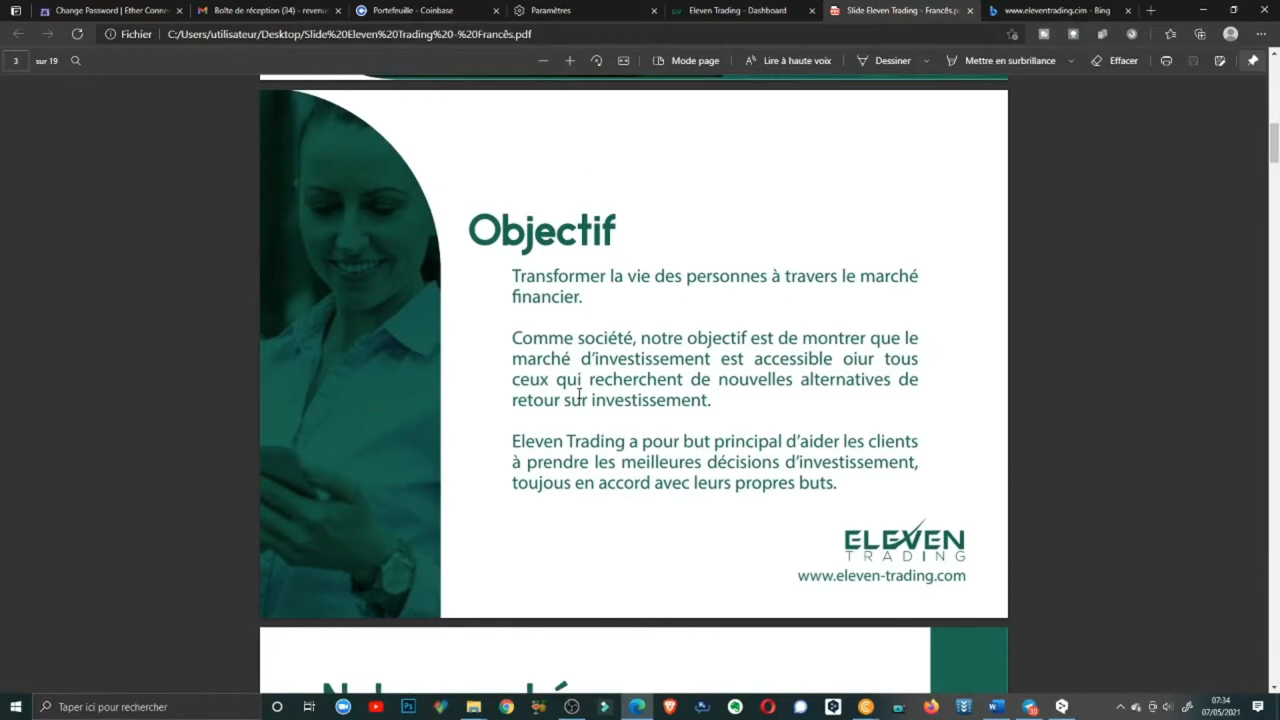 Change Password | Ether Conne
Boîte de réception (34) - revenu
Portefeuille - Coinbase
Paramètres
Eleven Trading - Dashboard
Slide Eleven Trading - Francês.p
www.eleventrading.cim - Bing
Fichier
C:/Users/utilisateur/Desktop/Slide%20Eleven%20Trading%20-%20Francês.pdf
3 sur 19
Mode page
Lire à haute voix
Dessiner
Mettre en surbrillance
Effacer
Objectif
Transformer la vie des personnes à travers le marché
financier.
Comme société, notre objectif est de montrer que le
marché d'investissement est accessible oiur tous
ceux qui recherchent de nouvelles alternatives de
retour sur investissement.
Eleven Trading a pour but principal d'aider les clients
à prendre les meilleures décisions d'investissement,
toujous en accord avec leurs propres buts.
ELEVEN
TRADING
www.eleven-trading.com
Taper ici pour rechercher
07:34
07/05/2021